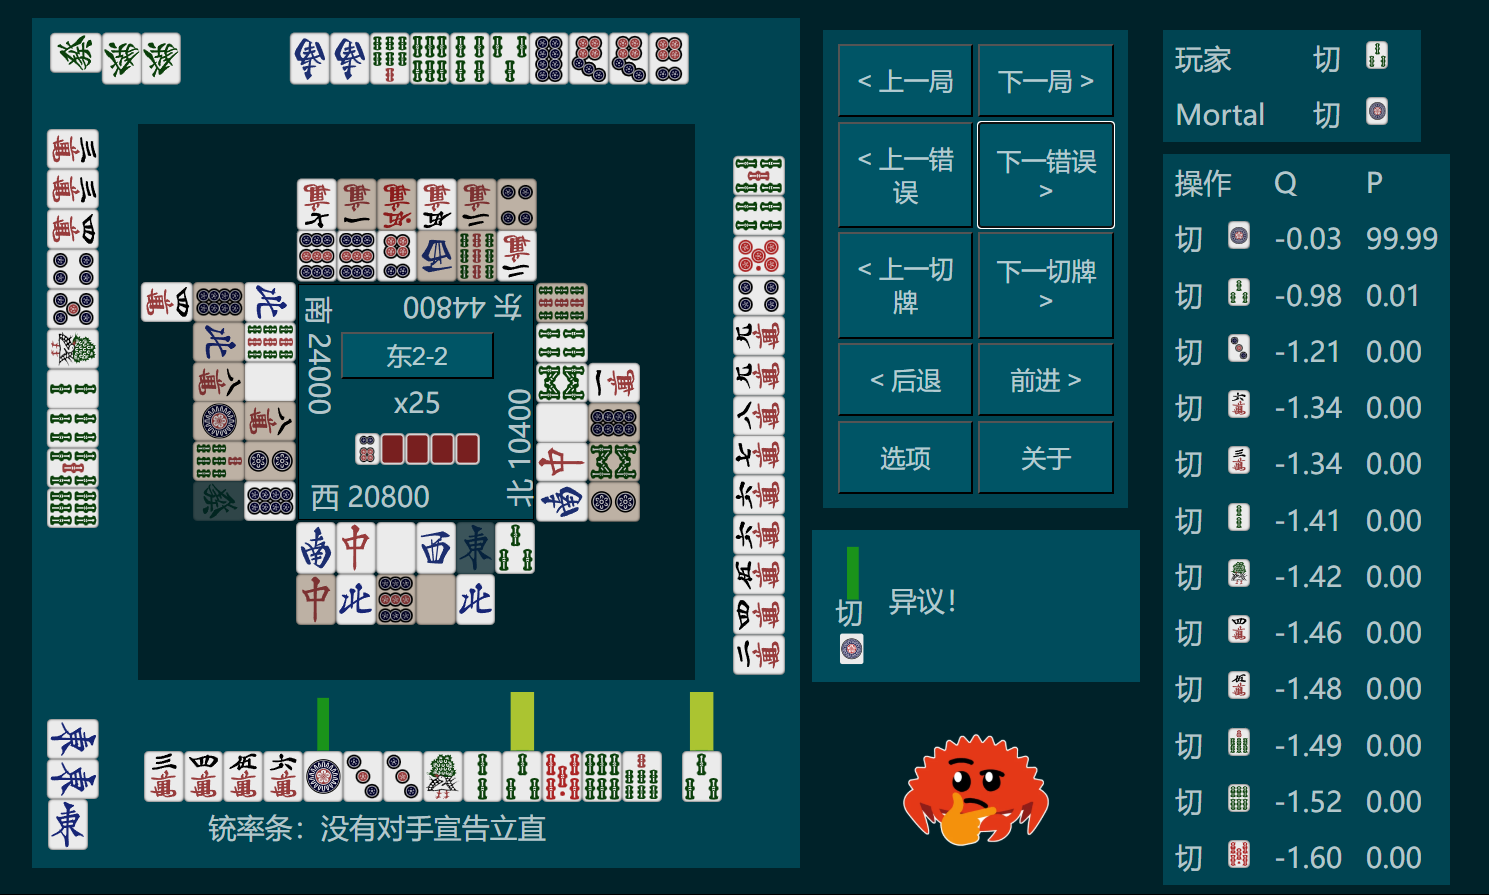 < 上一局
下一局 >
< 上一错误
下一错误 >
< 上一切牌
下一切牌 >
< 后退
前进 >
选项
关于
玩家 切
Mortal 切
操作 Q P
切 -0.03 99.99
切 -0.98 0.01
切 -1.21 0.00
切 -1.34 0.00
切 -1.34 0.00
切 -1.41 0.00
切 -1.42 0.00
切 -1.46 0.00
切 -1.48 0.00
切 -1.49 0.00
切 -1.52 0.00
切 -1.60 0.00
切
异议！
东 44800
南 24000
东2-2
x25
北 10400
西 20800
铳率条：没有对手宣告立直